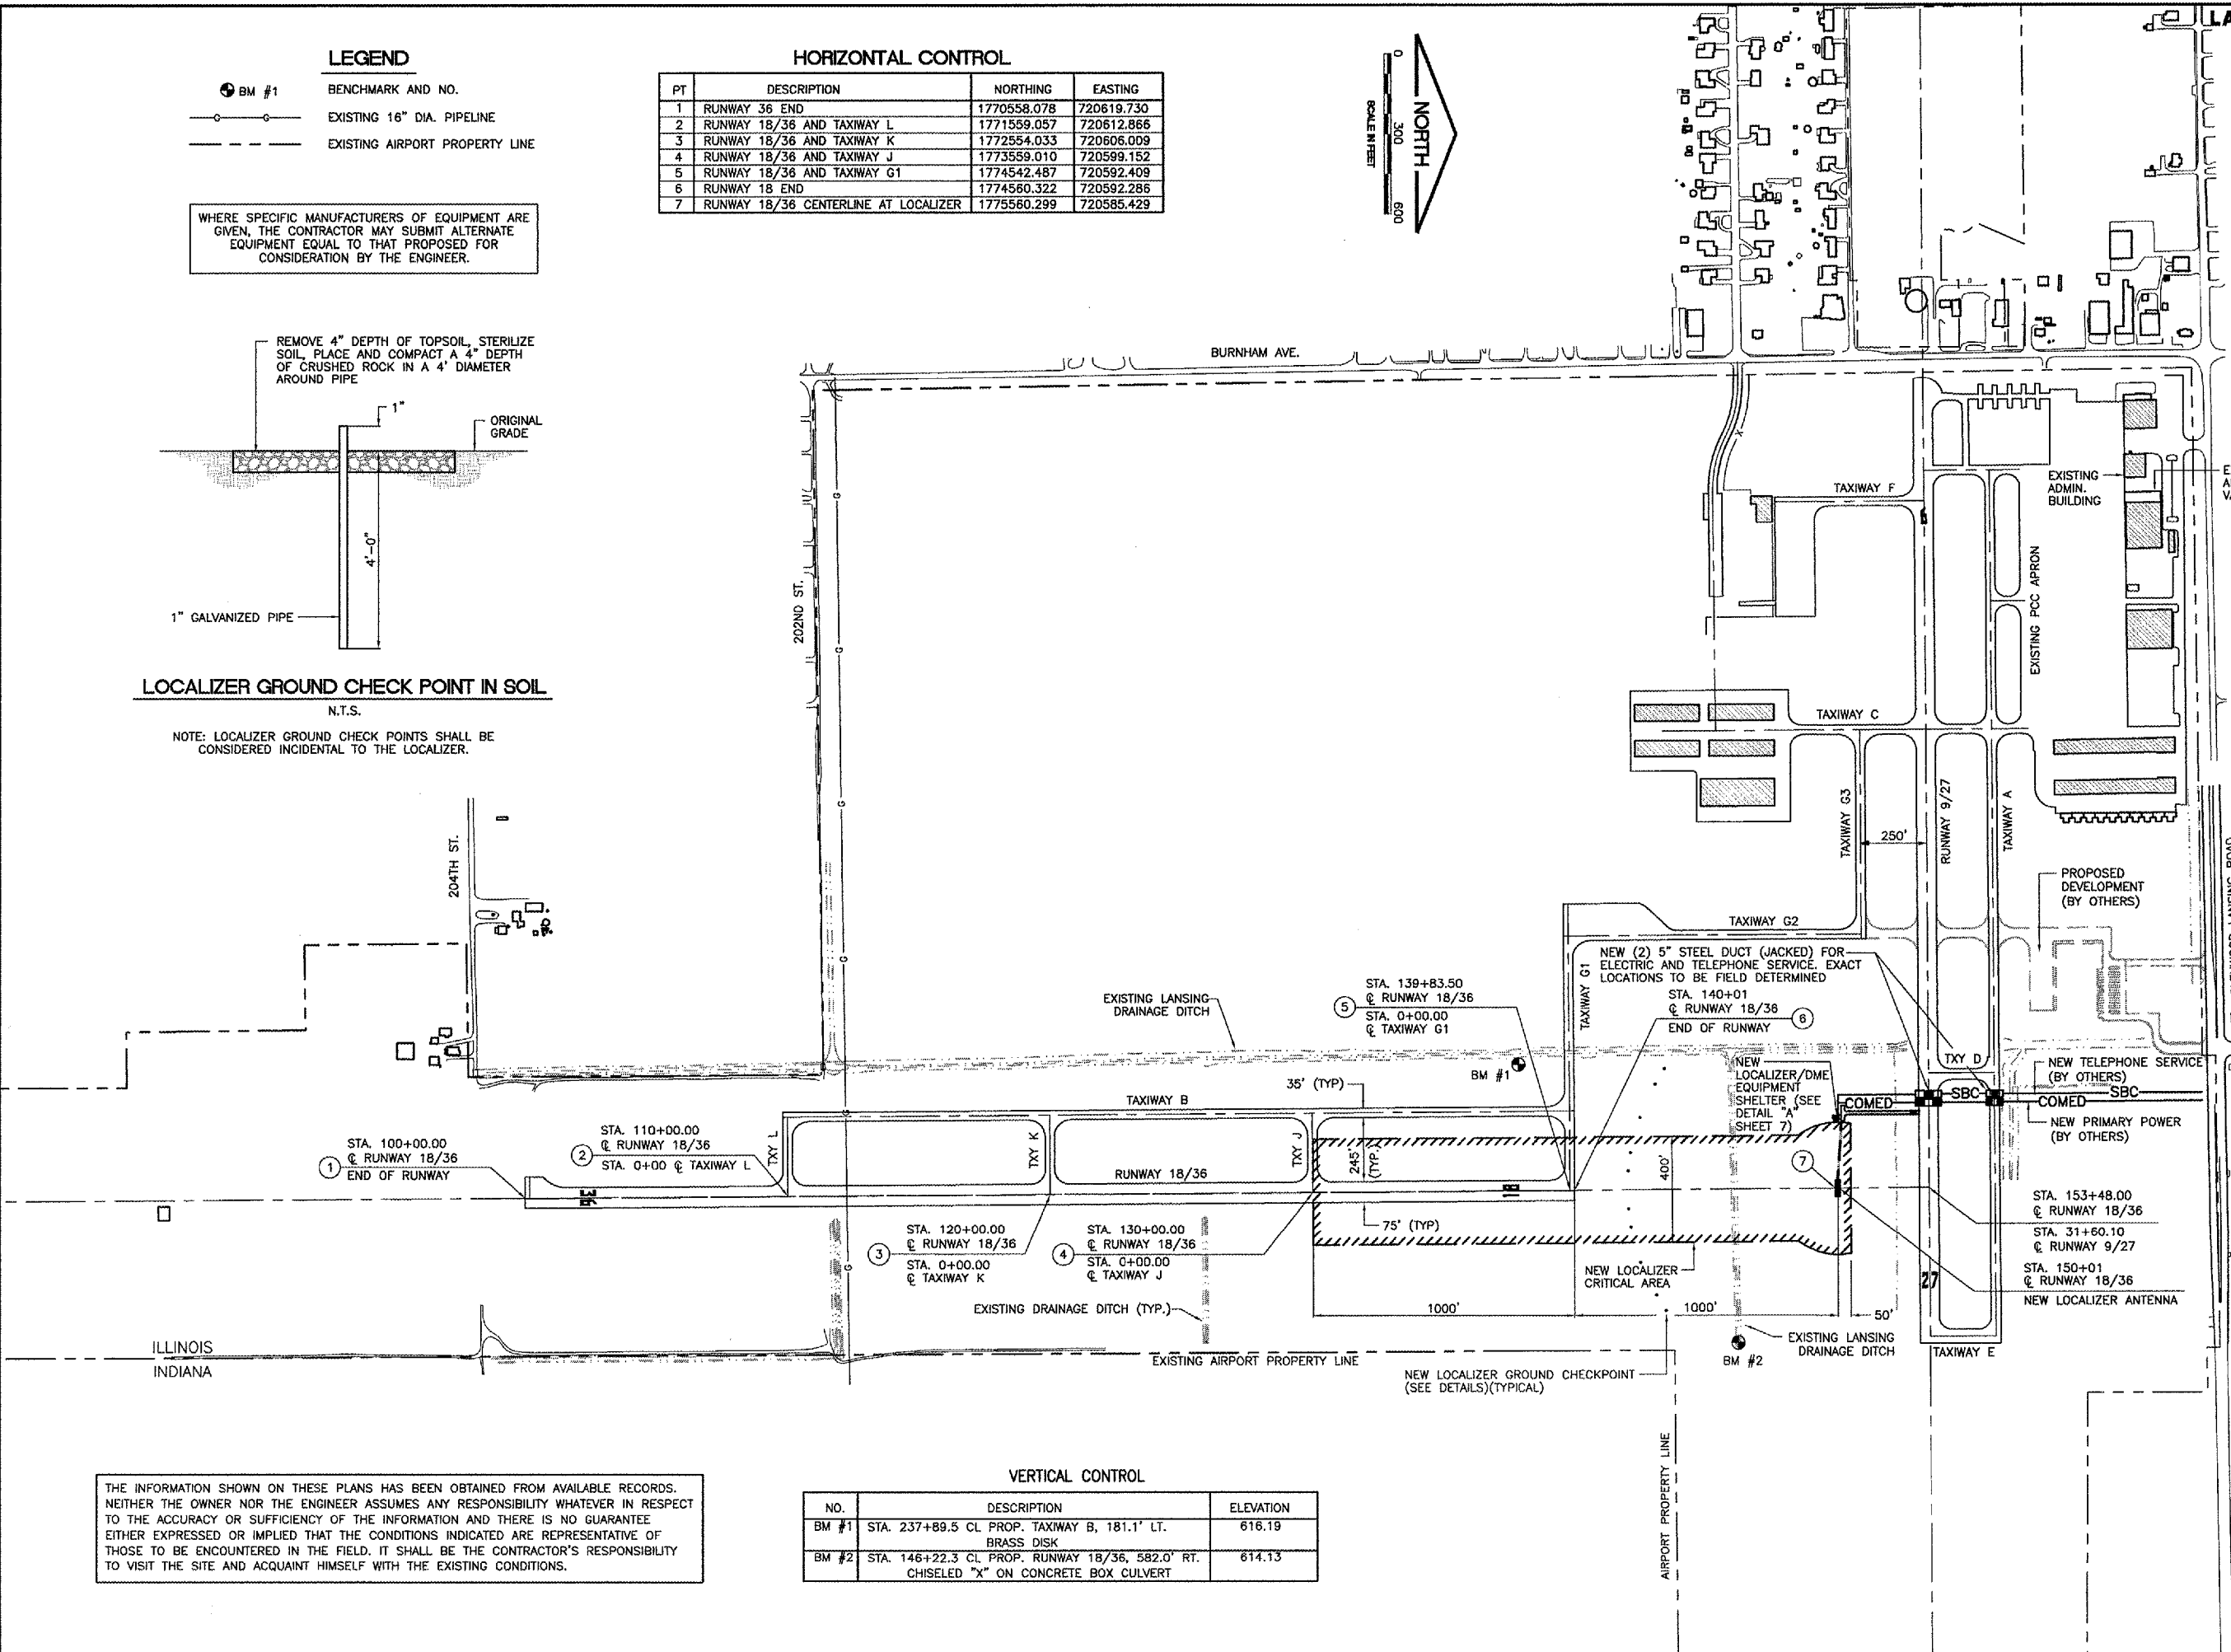 LEGEND
BM #1 BENCHMARK AND NO.
G G EXISTING 16" DIA. PIPELINE
EXISTING AIRPORT PROPERTY LINE
WHERE SPECIFIC MANUFACTURERS OF EQUIPMENT ARE
GIVEN, THE CONTRACTOR MAY SUBMIT ALTERNATE
EQUIPMENT EQUAL TO THAT PROPOSED FOR
CONSIDERATION BY THE ENGINEER.
HORIZONTAL CONTROL
PT DESCRIPTION NORTHING EASTING
1 RUNWAY 36 END 1770558.078 720619.730
2 RUNWAY 18/36 AND TAXIWAY L 1771559.057 720612.866
3 RUNWAY 18/36 AND TAXIWAY K 1772554.033 720606.009
4 RUNWAY 18/36 AND TAXIWAY J 1773559.010 720599.152
5 RUNWAY 18/36 AND TAXIWAY G1 1774542.487 720592.409
6 RUNWAY 18 END 1774560.322 720592.286
7 RUNWAY 18/36 CENTERLINE AT LOCALIZER 1775560.299 720585.429
0 300 600
SCALE IN FEET
NORTH
LA
REMOVE 4" DEPTH OF TOPSOIL, STERILIZE
SOIL, PLACE AND COMPACT A 4" DEPTH
OF CRUSHED ROCK IN A 4' DIAMETER
AROUND PIPE
1"
ORIGINAL
GRADE
4'-0"
1" GALVANIZED PIPE
LOCALIZER GROUND CHECK POINT IN SOIL
N.T.S.
NOTE: LOCALIZER GROUND CHECK POINTS SHALL BE
CONSIDERED INCIDENTAL TO THE LOCALIZER.
BURNHAM AVE.
202ND ST.
G
G
G
G
G
G
X
TAXIWAY F
EXISTING
ADMIN.
BUILDING
E
A
V
EXISTING PCC APRON
TAXIWAY C
TAXIWAY G3
250'
RUNWAY 9/27
TAXIWAY A
PROPOSED
DEVELOPMENT
(BY OTHERS)
TAXIWAY G2
204TH ST.
NEW (2) 5" STEEL DUCT (JACKED) FOR
ELECTRIC AND TELEPHONE SERVICE. EXACT
LOCATIONS TO BE FIELD DETERMINED
TAXIWAY G1
EXISTING LANSING
DRAINAGE DITCH
5
STA. 139+83.50
℄ RUNWAY 18/36
STA. 0+00.00
℄ TAXIWAY G1
STA. 140+01
℄ RUNWAY 18/36
END OF RUNWAY
6
BM #1
NEW
LOCALIZER/DME
EQUIPMENT
SHELTER (SEE
DETAIL "A"
SHEET 7)
TXY D
NEW TELEPHONE SERVICE
(BY OTHERS)
COMED SBC COMED SBC
NEW PRIMARY POWER
(BY OTHERS)
35' (TYP)
TAXIWAY B
1
STA. 100+00.00
℄ RUNWAY 18/36
END OF RUNWAY
2
STA. 110+00.00
℄ RUNWAY 18/36
STA. 0+00 ℄ TAXIWAY L
TXY L
TXY K
TXY J
RUNWAY 18/36
245'
(TYP.)
400'
7
36
18
75' (TYP)
3
STA. 120+00.00
℄ RUNWAY 18/36
STA. 0+00.00
℄ TAXIWAY K
4
STA. 130+00.00
℄ RUNWAY 18/36
STA. 0+00.00
℄ TAXIWAY J
STA. 153+48.00
℄ RUNWAY 18/36
STA. 31+60.10
℄ RUNWAY 9/27
STA. 150+01
℄ RUNWAY 18/36
NEW LOCALIZER ANTENNA
NEW LOCALIZER
CRITICAL AREA
27
EXISTING DRAINAGE DITCH (TYP.)
1000'
1000'
50'
ILLINOIS
INDIANA
EXISTING AIRPORT PROPERTY LINE
BM #2
EXISTING LANSING
DRAINAGE DITCH
TAXIWAY E
NEW LOCALIZER GROUND CHECKPOINT
(SEE DETAILS)(TYPICAL)
AIRPORT PROPERTY LINE
THE INFORMATION SHOWN ON THESE PLANS HAS BEEN OBTAINED FROM AVAILABLE RECORDS.
NEITHER THE OWNER NOR THE ENGINEER ASSUMES ANY RESPONSIBILITY WHATEVER IN RESPECT
TO THE ACCURACY OR SUFFICIENCY OF THE INFORMATION AND THERE IS NO GUARANTEE
EITHER EXPRESSED OR IMPLIED THAT THE CONDITIONS INDICATED ARE REPRESENTATIVE OF
THOSE TO BE ENCOUNTERED IN THE FIELD. IT SHALL BE THE CONTRACTOR'S RESPONSIBILITY
TO VISIT THE SITE AND ACQUAINT HIMSELF WITH THE EXISTING CONDITIONS.
VERTICAL CONTROL
NO. DESCRIPTION ELEVATION
BM #1 STA. 237+89.5 CL PROP. TAXIWAY B, 181.1' LT. 616.19
BRASS DISK
BM #2 STA. 146+22.3 CL PROP. RUNWAY 18/36, 582.0' RT. 614.13
CHISELED "X" ON CONCRETE BOX CULVERT